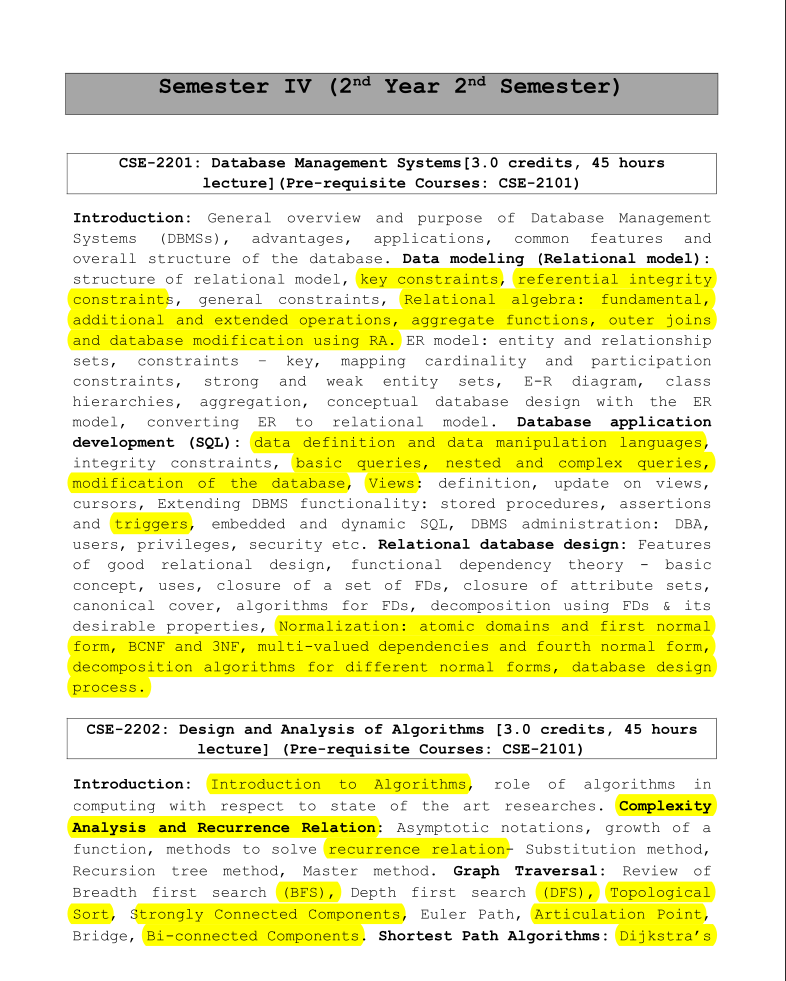 Semester IV (2nd Year 2nd Semester)
CSE-2201: Database Management Systems[3.0 credits, 45 hours
lecture](Pre-requisite Courses: CSE-2101)
Introduction: General overview and purpose of Database Management
Systems (DBMSs), advantages, applications, common features and
overall structure of the database. Data modeling (Relational model):
structure of relational model, key constraints, referential integrity
constraints, general constraints, Relational algebra: fundamental,
additional and extended operations, aggregate functions, outer joins
and database modification using RA. ER model: entity and relationship
sets, constraints – key, mapping cardinality and participation
constraints, strong and weak entity sets, E-R diagram, class
hierarchies, aggregation, conceptual database design with the ER
model, converting ER to relational model. Database application
development (SQL): data definition and data manipulation languages,
integrity constraints, basic queries, nested and complex queries,
modification of the database, Views: definition, update on views,
cursors, Extending DBMS functionality: stored procedures, assertions
and triggers, embedded and dynamic SQL, DBMS administration: DBA,
users, privileges, security etc. Relational database design: Features
of good relational design, functional dependency theory - basic
concept, uses, closure of a set of FDs, closure of attribute sets,
canonical cover, algorithms for FDs, decomposition using FDs & its
desirable properties, Normalization: atomic domains and first normal
form, BCNF and 3NF, multi-valued dependencies and fourth normal form,
decomposition algorithms for different normal forms, database design
process.
CSE-2202: Design and Analysis of Algorithms [3.0 credits, 45 hours
lecture] (Pre-requisite Courses: CSE-2101)
Introduction: Introduction to Algorithms, role of algorithms in
computing with respect to state of the art researches. Complexity
Analysis and Recurrence Relation: Asymptotic notations, growth of a
function, methods to solve recurrence relation- Substitution method,
Recursion tree method, Master method. Graph Traversal: Review of
Breadth first search (BFS), Depth first search (DFS), Topological
Sort, Strongly Connected Components, Euler Path, Articulation Point,
Bridge, Bi-connected Components. Shortest Path Algorithms: Dijkstra’s